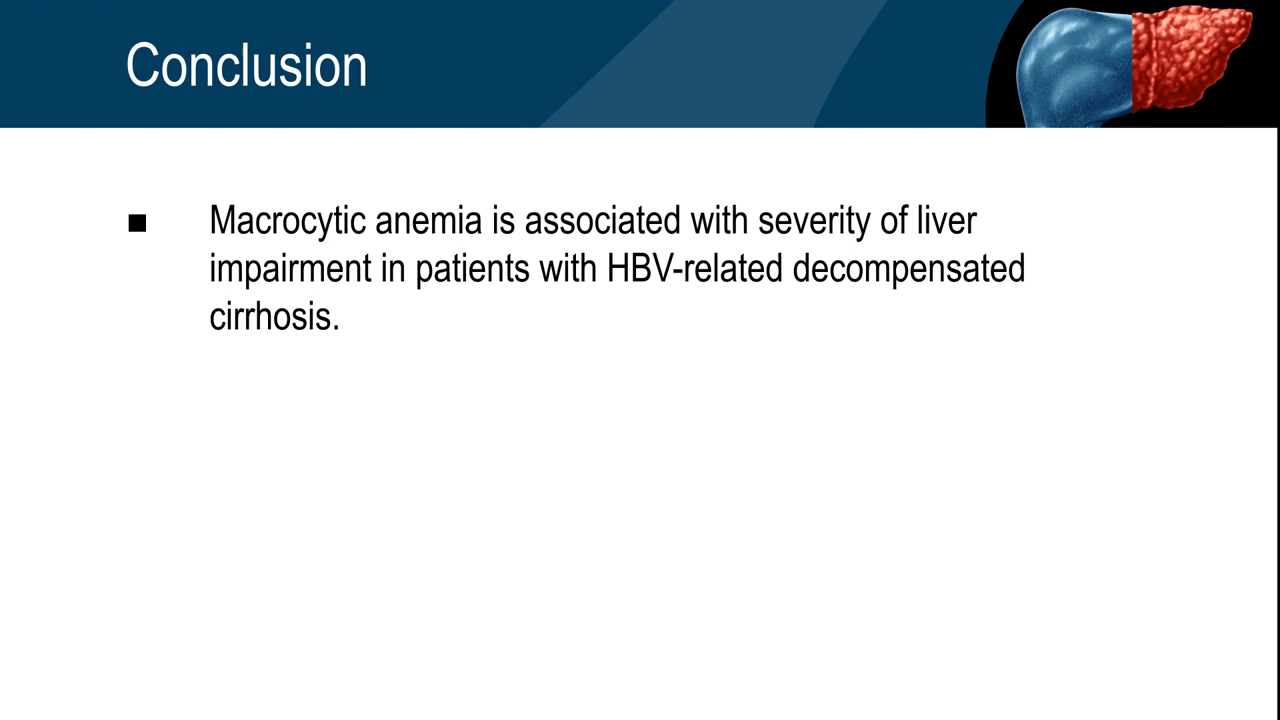 Conclusion
■ Macrocytic anemia is associated with severity of liver
impairment in patients with HBV-related decompensated
cirrhosis.